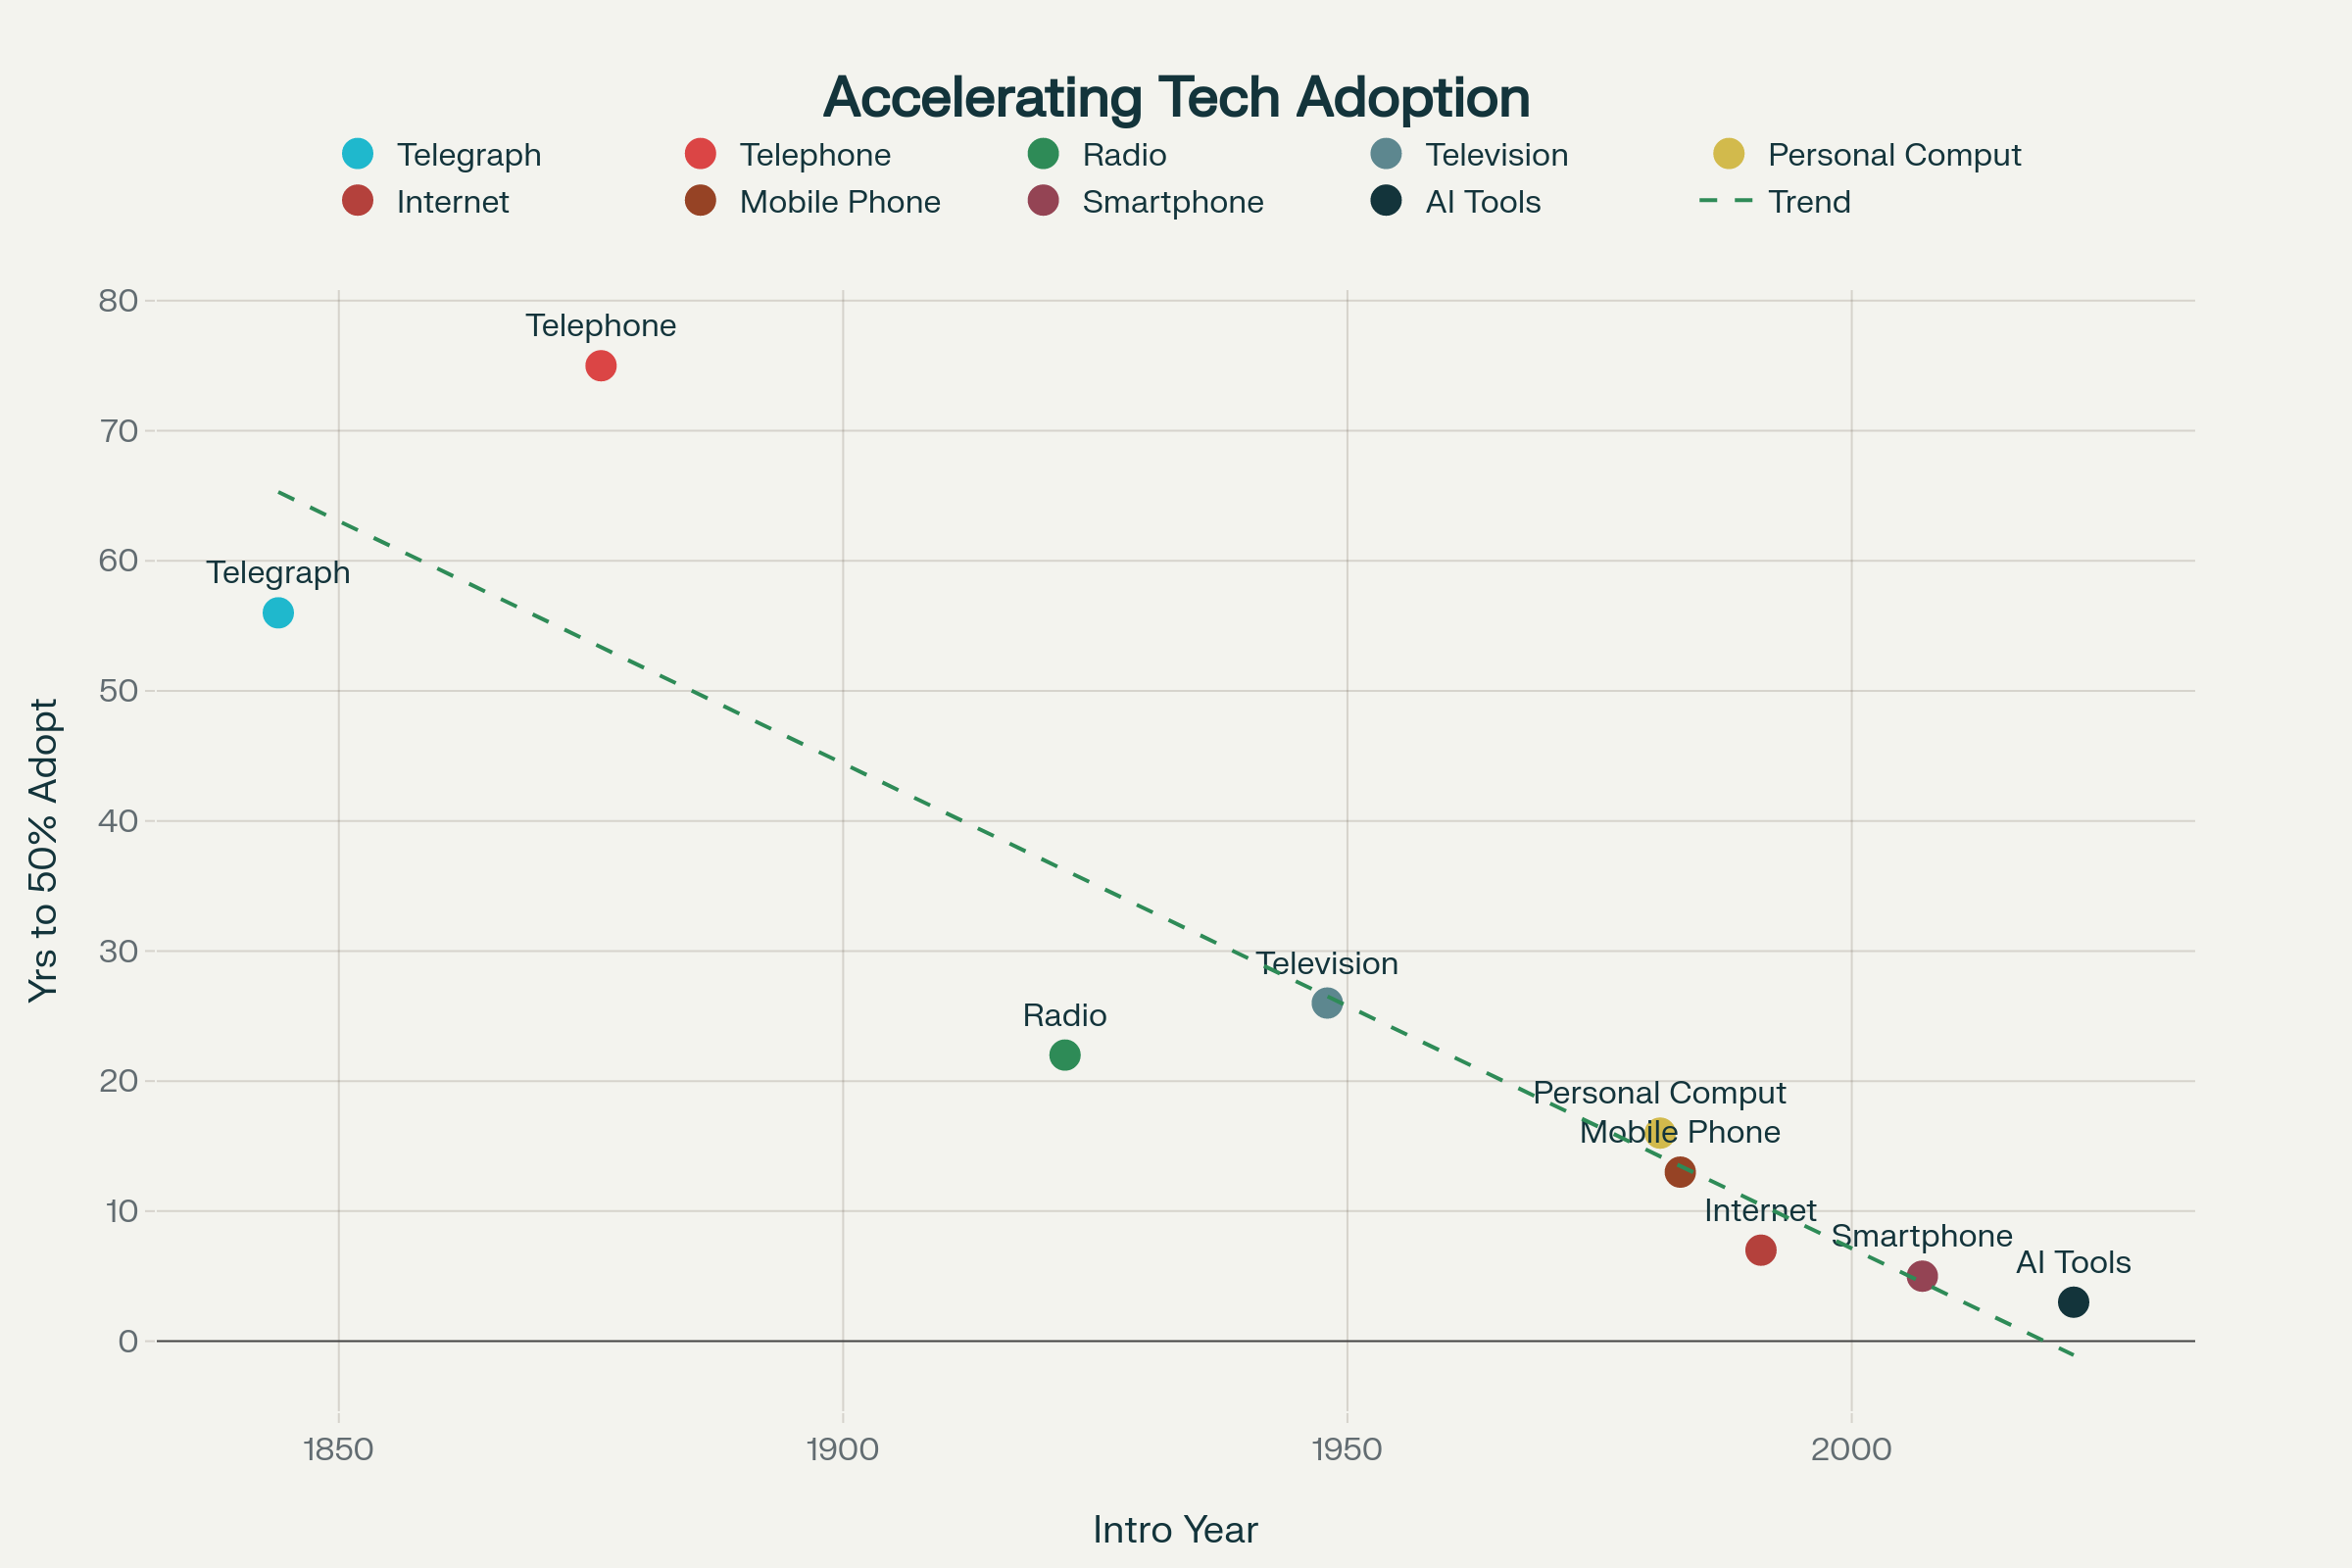 Accelerating Tech Adoption
Telegraph
Telephone
Radio
Television
Personal Comput
Internet
Mobile Phone
Smartphone
AI Tools
Trend
Yrs to 50% Adopt
80
70
60
50
40
30
20
10
0
Telephone
Telegraph
Television
Radio
Personal Comput
Mobile Phone
Internet
Smartphone
AI Tools
1850
1900
1950
2000
Intro Year